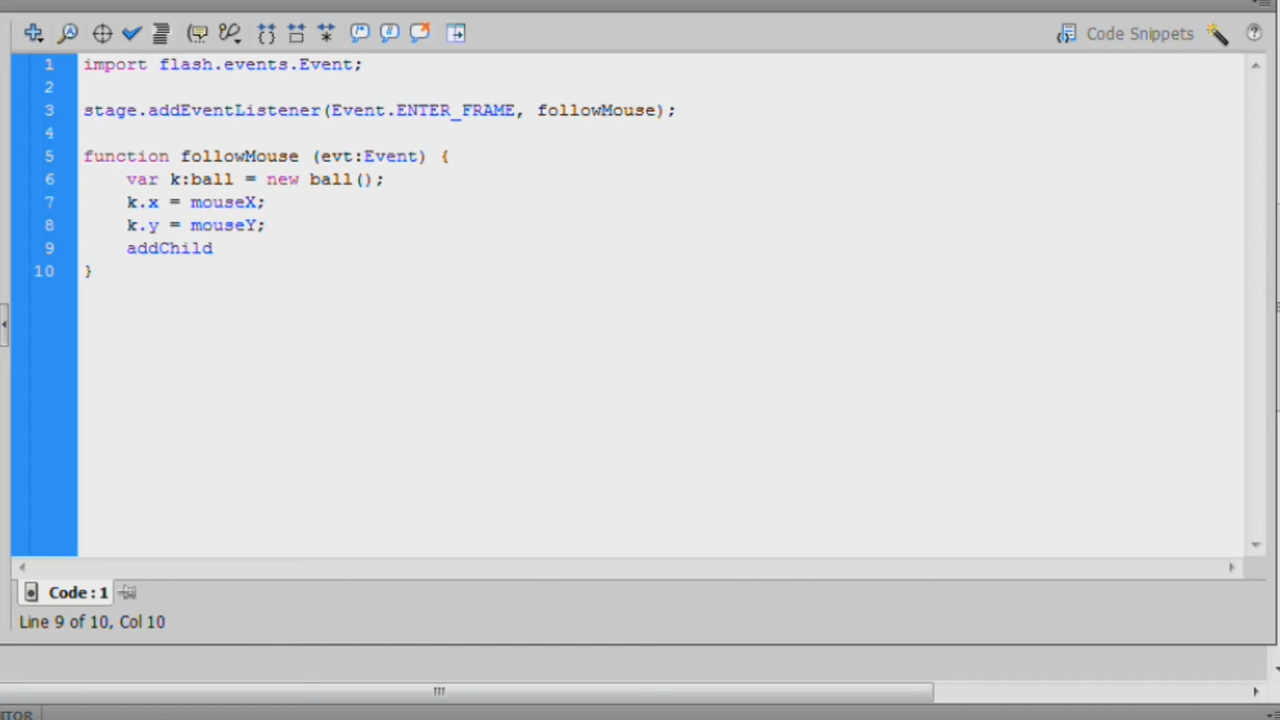 Code Snippets
1 import flash.events.Event;
2
3 stage.addEventListener(Event.ENTER_FRAME, followMouse);
4
5 function followMouse (evt:Event) {
6 var k:ball = new ball();
7 k.x = mouseX;
8 k.y = mouseY;
9 addChild
10 }
Code:1
Line 9 of 10, Col 10
ITOR